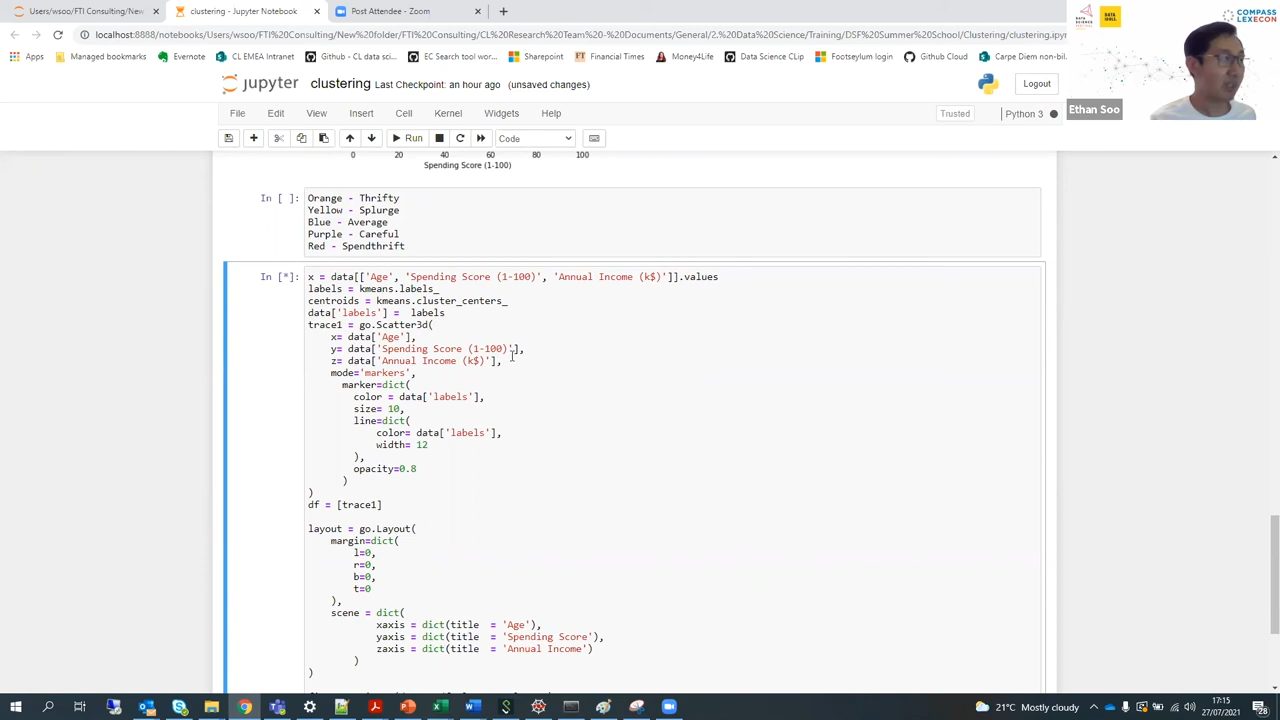 Users/wsoo/FTI Consulting/New
clustering - Jupyter Notebook
Post Attendee - Zoom
DATA SCIENCE FESTIVAL
DATA IDOLS
COMPASS LEXECON
localhost:8888/notebooks/Users/wsoo/FTI%20Consulting/New%20
Consulting/CL%20Research%20Team%20-%20Documents/General/2.%20Data%20Science/Training/DSF%20Summer%20School/Clustering/clustering.ipynb
Apps
Managed bookmarks
Evernote
CL EMEA Intranet
Github - CL data sci...
EC Search tool wor...
Sharepoint
Financial Times
Money4Life
Data Science CLip
Footseylum login
Github Cloud
Carpe Diem non-bil...
jupyter clustering Last Checkpoint: an hour ago (unsaved changes)
Logout
Ethan Soo
File Edit View Insert Cell Kernel Widgets Help
Trusted
Python 3
Run
Code
0 20 40 60 80 100
Spending Score (1-100)
In [ ]: Orange - Thrifty
Yellow - Splurge
Blue - Average
Purple - Careful
Red - Spendthrift
In [*]: x = data[['Age', 'Spending Score (1-100)', 'Annual Income (k$)']].values
labels = kmeans.labels_
centroids = kmeans.cluster_centers_
data['labels'] =  labels
trace1 = go.Scatter3d(
    x= data['Age'],
    y= data['Spending Score (1-100)'],
    z= data['Annual Income (k$)'],
    mode='markers',
      marker=dict(
        color = data['labels'],
        size= 10,
        line=dict(
            color= data['labels'],
            width= 12
        ),
        opacity=0.8
      )
)
df = [trace1]
layout = go.Layout(
    margin=dict(
        l=0,
        r=0,
        b=0,
        t=0
    ),
    scene = dict(
            xaxis = dict(title  = 'Age'),
            yaxis = dict(title  = 'Spending Score'),
            zaxis = dict(title  = 'Annual Income')
        )
)
21°C Mostly cloudy
17:15
27/07/2021
28